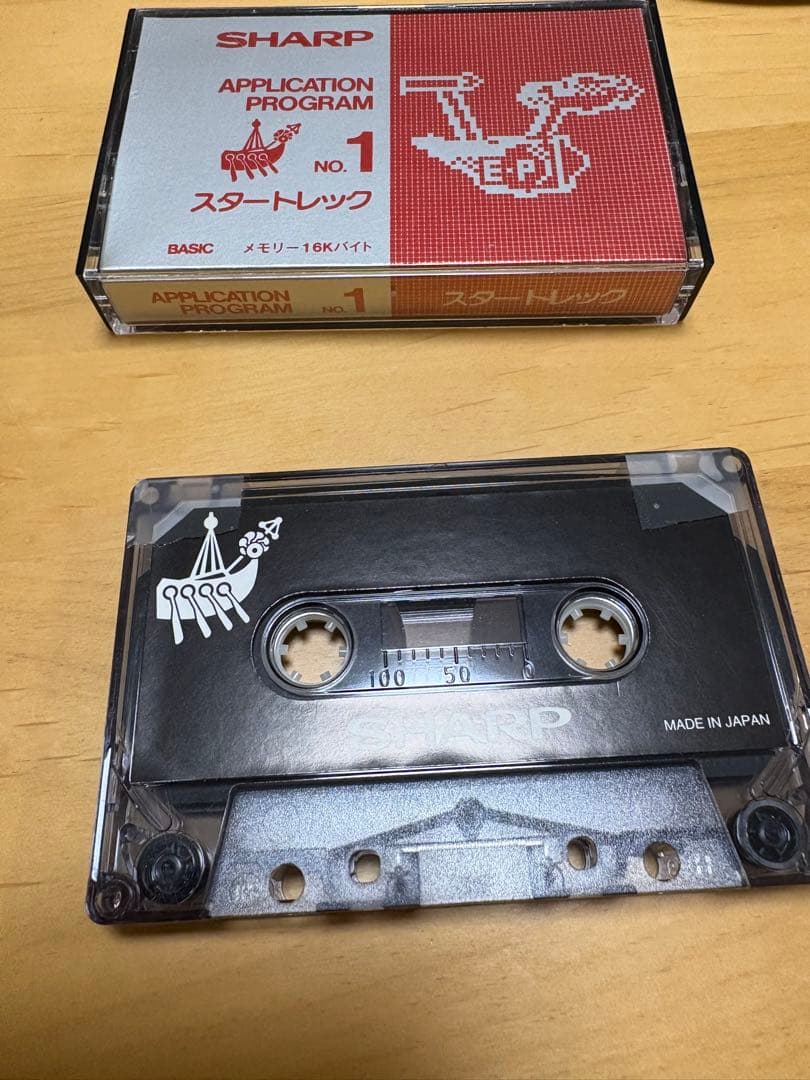 SHARP
APPLICATION
PROGRAM
NO. 1
スタートレック
BASIC メモリー16Kバイト
E P
APPLICATION
PROGRAM
NO. 1
スタートレック
100 50 0
SHARP
MADE IN JAPAN